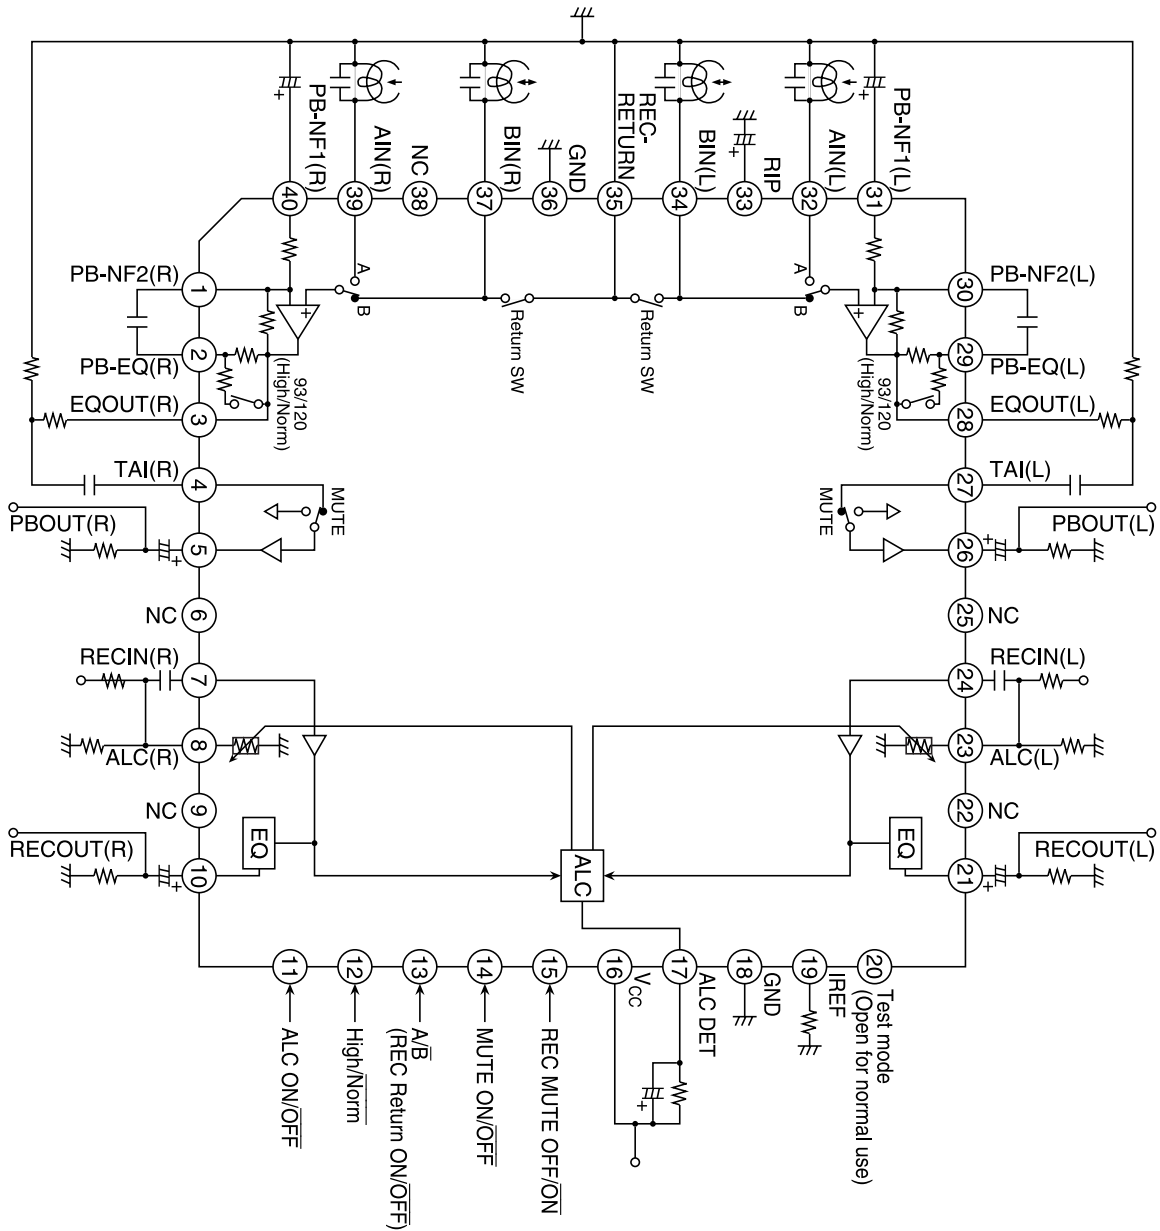 PB-NF1(R)
AIN(R)
NC
BIN(R)
GND
REC-
RETURN
BIN(L)
RIP
AIN(L)
PB-NF1(L)
40
39
38
37
36
35
34
33
32
31
A
B
A
B
Return SW
Return SW
PB-NF2(R)
1
PB-EQ(R)
2
EQOUT(R)
3
TAI(R)
4
PBOUT(R)
5
NC
6
RECIN(R)
7
ALC(R)
8
NC
9
RECOUT(R)
10
93/120
(High/Norm)
MUTE
EQ
ALC
93/120
(High/Norm)
MUTE
EQ
30
PB-NF2(L)
29
PB-EQ(L)
28
EQOUT(L)
27
TAI(L)
26
PBOUT(L)
25
NC
24
RECIN(L)
23
ALC(L)
22
NC
21
RECOUT(L)
11
12
13
14
15
16
17
18
19
20
ALC ON/OFF
High/Norm
A/B
(REC Return ON/OFF)
MUTE ON/OFF
REC MUTE OFF/ON
VCC
ALC DET
GND
IREF
Test mode
(Open for normal use)